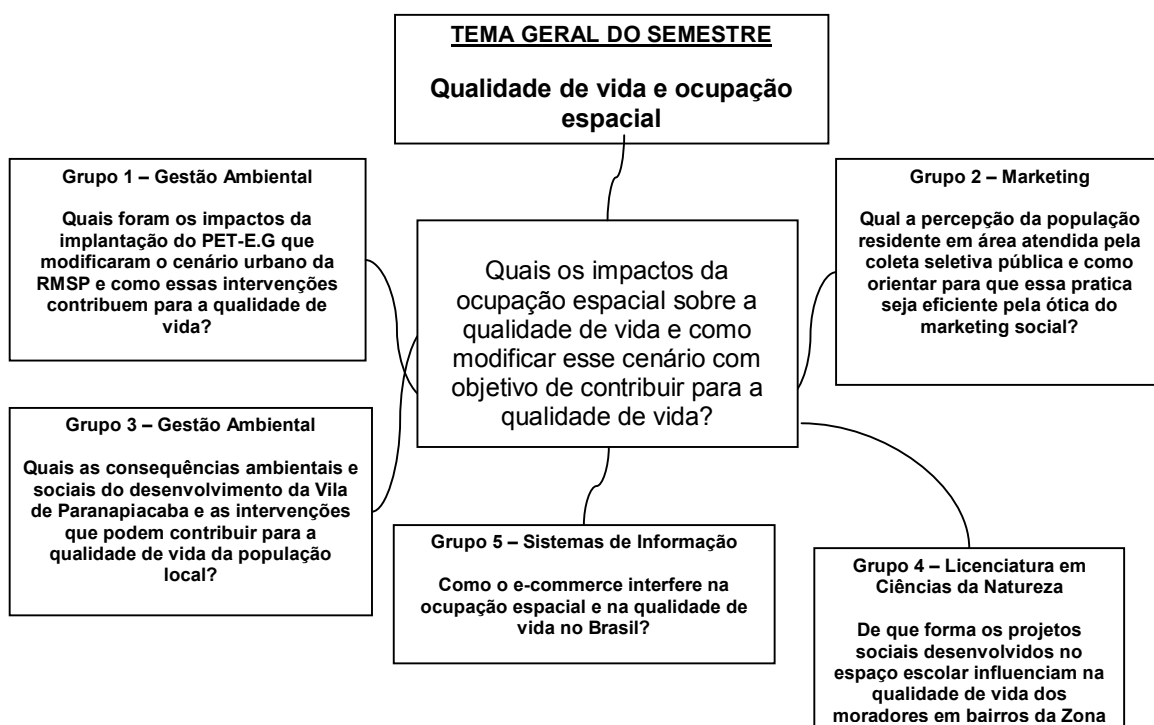 TEMA GERAL DO SEMESTRE
Qualidade de vida e ocupação
espacial
Grupo 1 – Gestão Ambiental
Quais foram os impactos da
implantação do PET-E.G que
modificaram o cenário urbano da
RMSP e como essas intervenções
contribuem para a qualidade de
vida?
Grupo 2 – Marketing
Qual a percepção da população
residente em área atendida pela
coleta seletiva pública e como
orientar para que essa pratica
seja eficiente pela ótica do
marketing social?
Quais os impactos da
ocupação espacial sobre a
qualidade de vida e como
modificar esse cenário com
objetivo de contribuir para a
qualidade de vida?
Grupo 3 – Gestão Ambiental
Quais as consequências ambientais e
sociais do desenvolvimento da Vila
de Paranapiacaba e as intervenções
que podem contribuir para a
qualidade de vida da população
local?
Grupo 5 – Sistemas de Informação
Como o e-commerce interfere na
ocupação espacial e na qualidade de
vida no Brasil?
Grupo 4 – Licenciatura em
Ciências da Natureza
De que forma os projetos
sociais desenvolvidos no
espaço escolar influenciam na
qualidade de vida dos
moradores em bairros da Zona